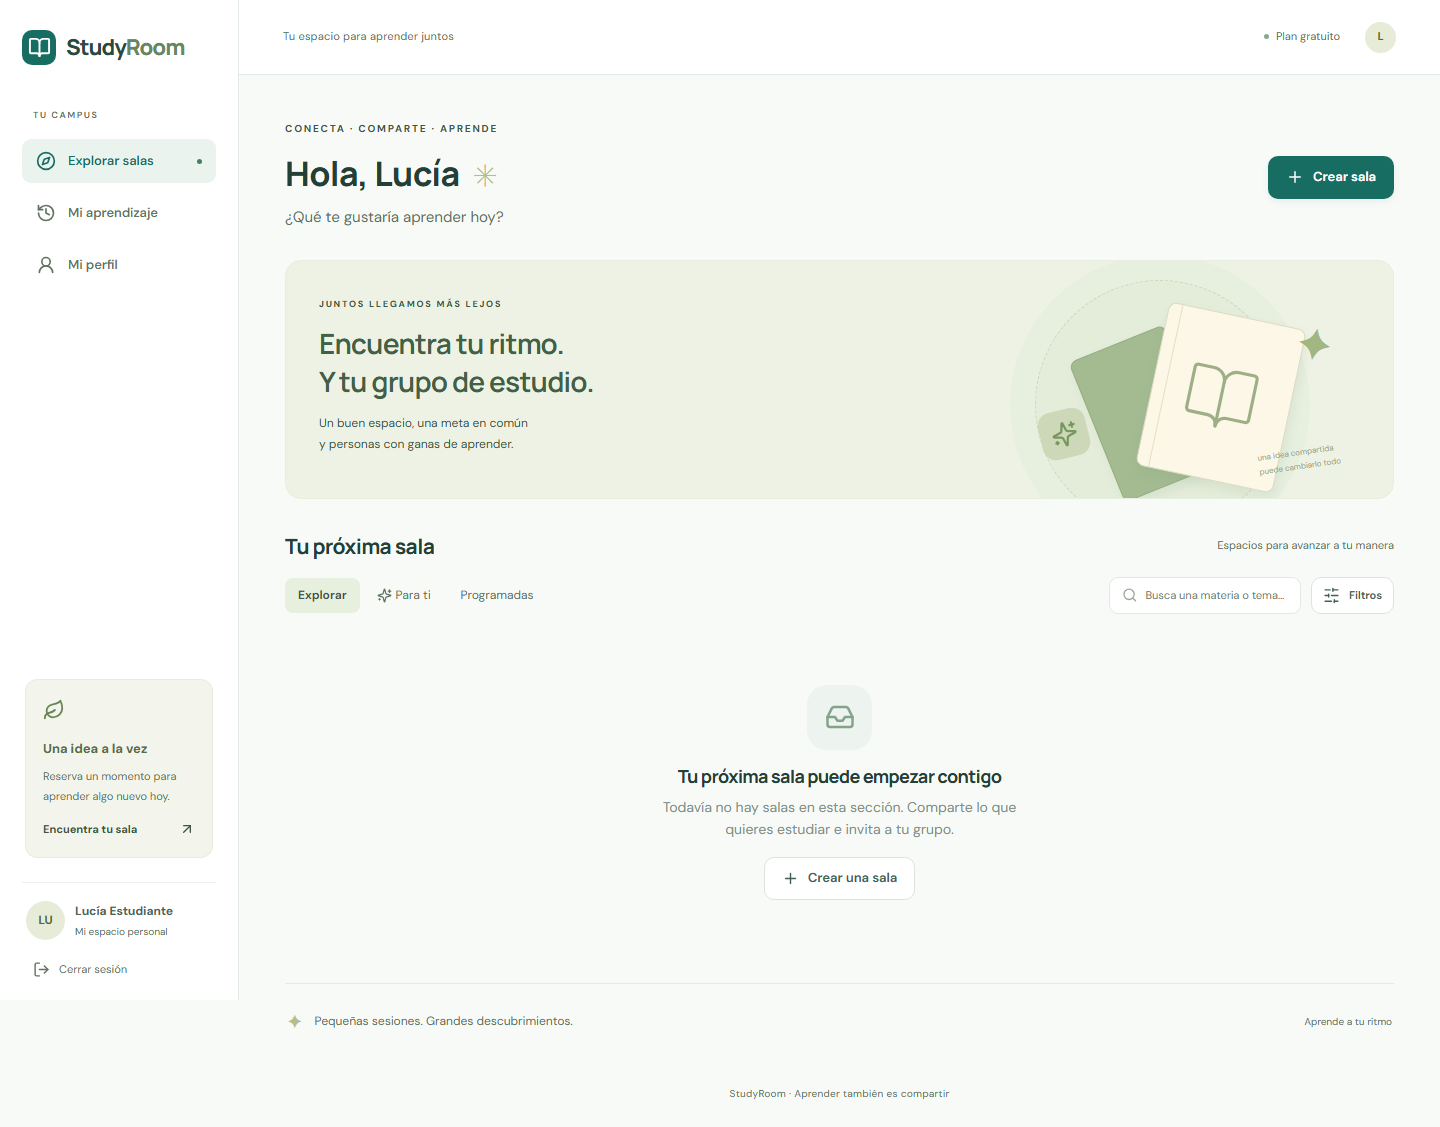 StudyRoom
TU CAMPUS
Explorar salas
Mi aprendizaje
Mi perfil
Una idea a la vez
Reserva un momento para
aprender algo nuevo hoy.
Encuentra tu sala
LU
Lucía Estudiante
Mi espacio personal
Cerrar sesión
Tu espacio para aprender juntos
Plan gratuito
L
CONECTA · COMPARTE · APRENDE
Hola, Lucía
¿Qué te gustaría aprender hoy?
Crear sala
JUNTOS LLEGAMOS MÁS LEJOS
Encuentra tu ritmo.
Y tu grupo de estudio.
Un buen espacio, una meta en común
y personas con ganas de aprender.
una idea compartida
puede cambiarlo todo
Tu próxima sala
Espacios para avanzar a tu manera
Explorar
Para ti
Programadas
Busca una materia o tema...
Filtros
Tu próxima sala puede empezar contigo
Todavía no hay salas en esta sección. Comparte lo que
quieres estudiar e invita a tu grupo.
Crear una sala
Pequeñas sesiones. Grandes descubrimientos.
Aprende a tu ritmo
StudyRoom · Aprender también es compartir